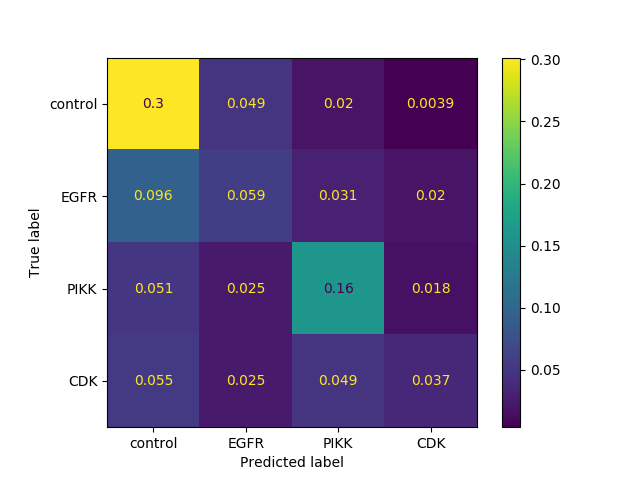 control 0.3 0.049 0.02 0.0039
EGFR 0.096 0.059 0.031 0.02
PIKK 0.051 0.025 0.16 0.018
CDK 0.055 0.025 0.049 0.037
control EGFR PIKK CDK
Predicted label
True label
0.30
0.25
0.20
0.15
0.10
0.05